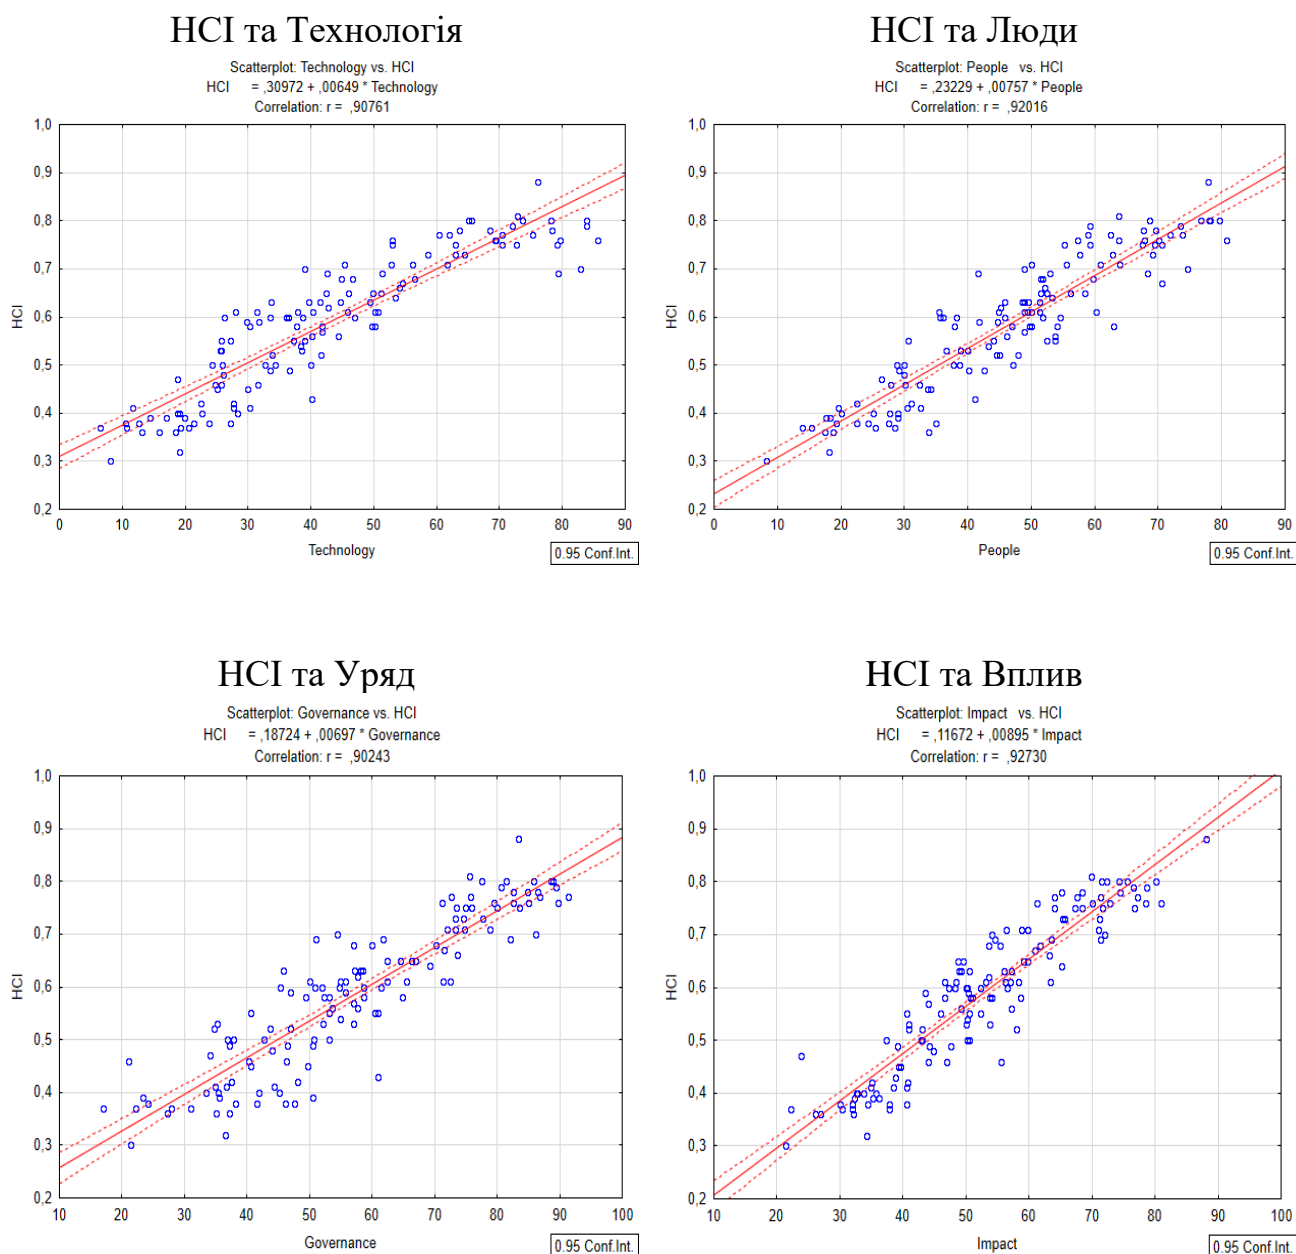 НСІ та Технологія
Scatterplot: Technology vs. HCI
HCI = ,30972 + ,00649 * Technology
Correlation: r = ,90761
1,0
0,9
0,8
0,7
0,6
0,5
0,4
0,3
0,2
HCI
0 10 20 30 40 50 60 70 80 90
Technology
0.95 Conf.Int.
НСІ та Люди
Scatterplot: People vs. HCI
HCI = ,23229 + ,00757 * People
Correlation: r = ,92016
1,0
0,9
0,8
0,7
0,6
0,5
0,4
0,3
0,2
HCI
0 10 20 30 40 50 60 70 80 90
People
0.95 Conf.Int.
НСІ та Уряд
Scatterplot: Governance vs. HCI
HCI = ,18724 + ,00697 * Governance
Correlation: r = ,90243
1,0
0,9
0,8
0,7
0,6
0,5
0,4
0,3
0,2
HCI
10 20 30 40 50 60 70 80 90 100
Governance
0.95 Conf.Int.
НСІ та Вплив
Scatterplot: Impact vs. HCI
HCI = ,11672 + ,00895 * Impact
Correlation: r = ,92730
1,0
0,9
0,8
0,7
0,6
0,5
0,4
0,3
0,2
HCI
10 20 30 40 50 60 70 80 90 100
Impact
0.95 Conf.Int.